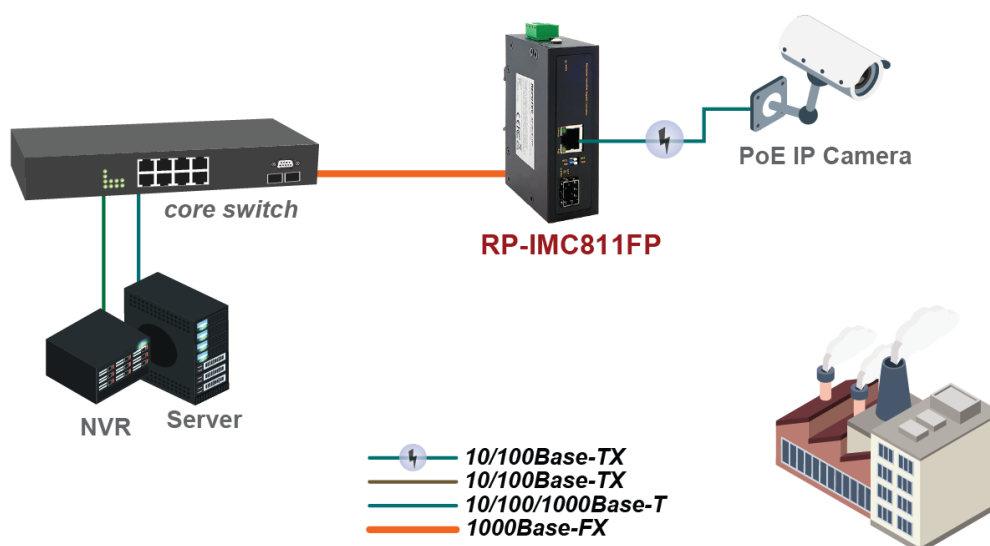 PoE IP Camera
core switch
RP-IMC811FP
NVR
Server
10/100Base-TX
10/100Base-TX
10/100/1000Base-T
1000Base-FX